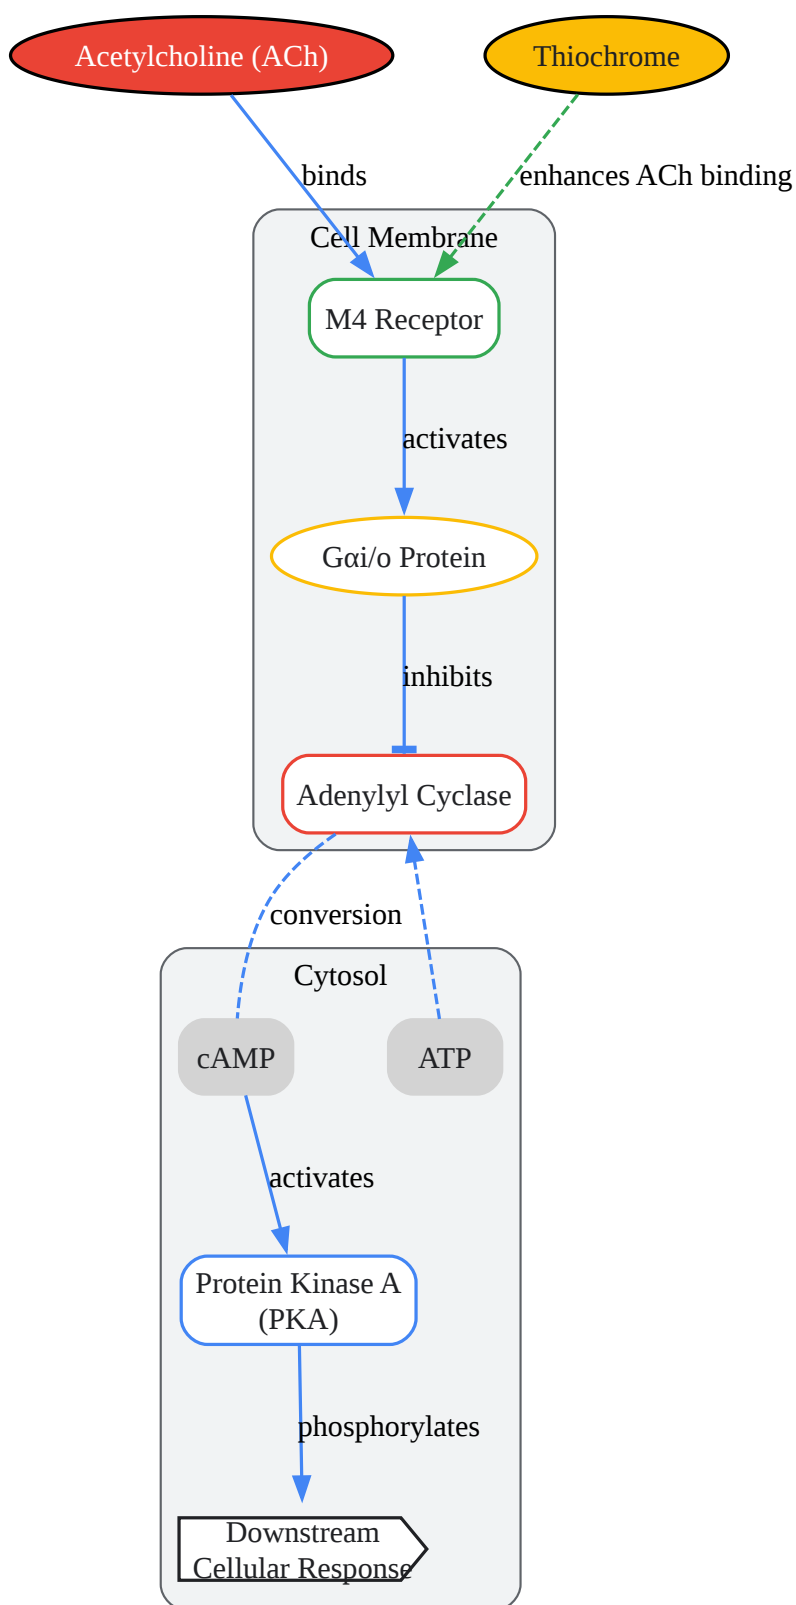 Acetylcholine (ACh)
Thiochrome
binds
enhances ACh binding
Cell Membrane
M4 Receptor
activates
Gαi/o Protein
inhibits
Adenylyl Cyclase
conversion
Cytosol
cAMP
ATP
activates
Protein Kinase A
(PKA)
phosphorylates
Downstream
Cellular Response